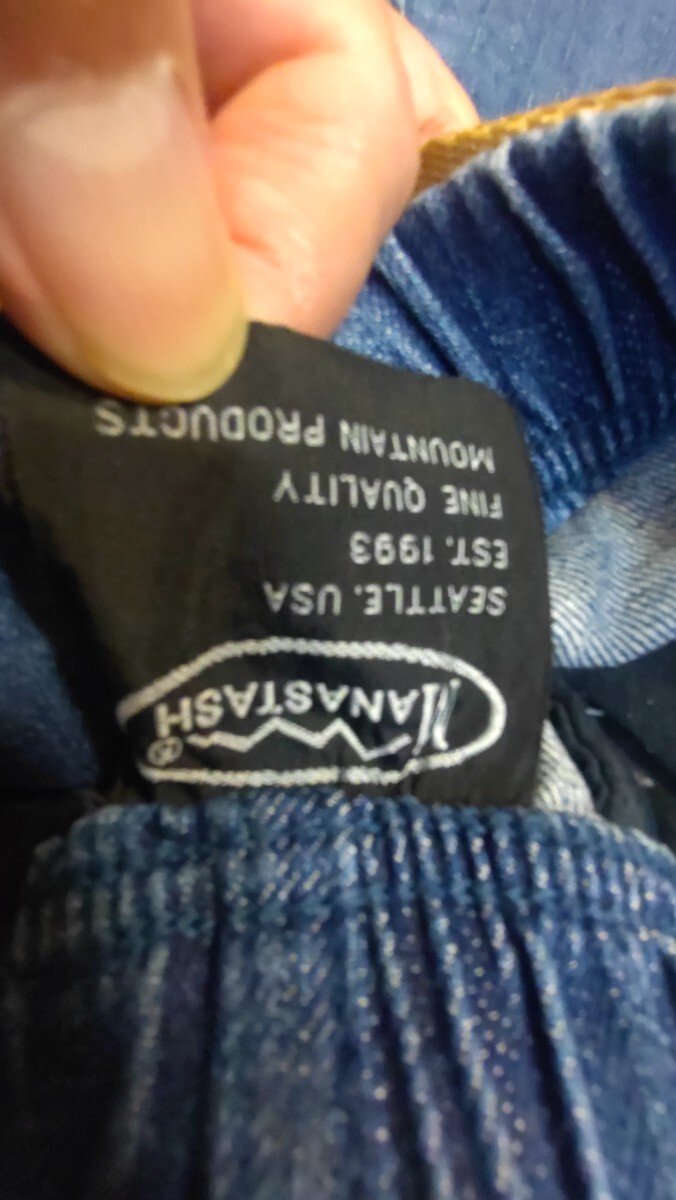 MANASTASH®
SEATTLE. USA
EST. 1993
FINE QUALITY
MOUNTAIN PRODUCTS